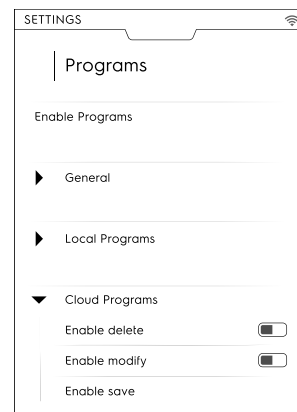 SETTINGS
Programs
Enable Programs
General
Local Programs
Cloud Programs
Enable delete
Enable modify
Enable save